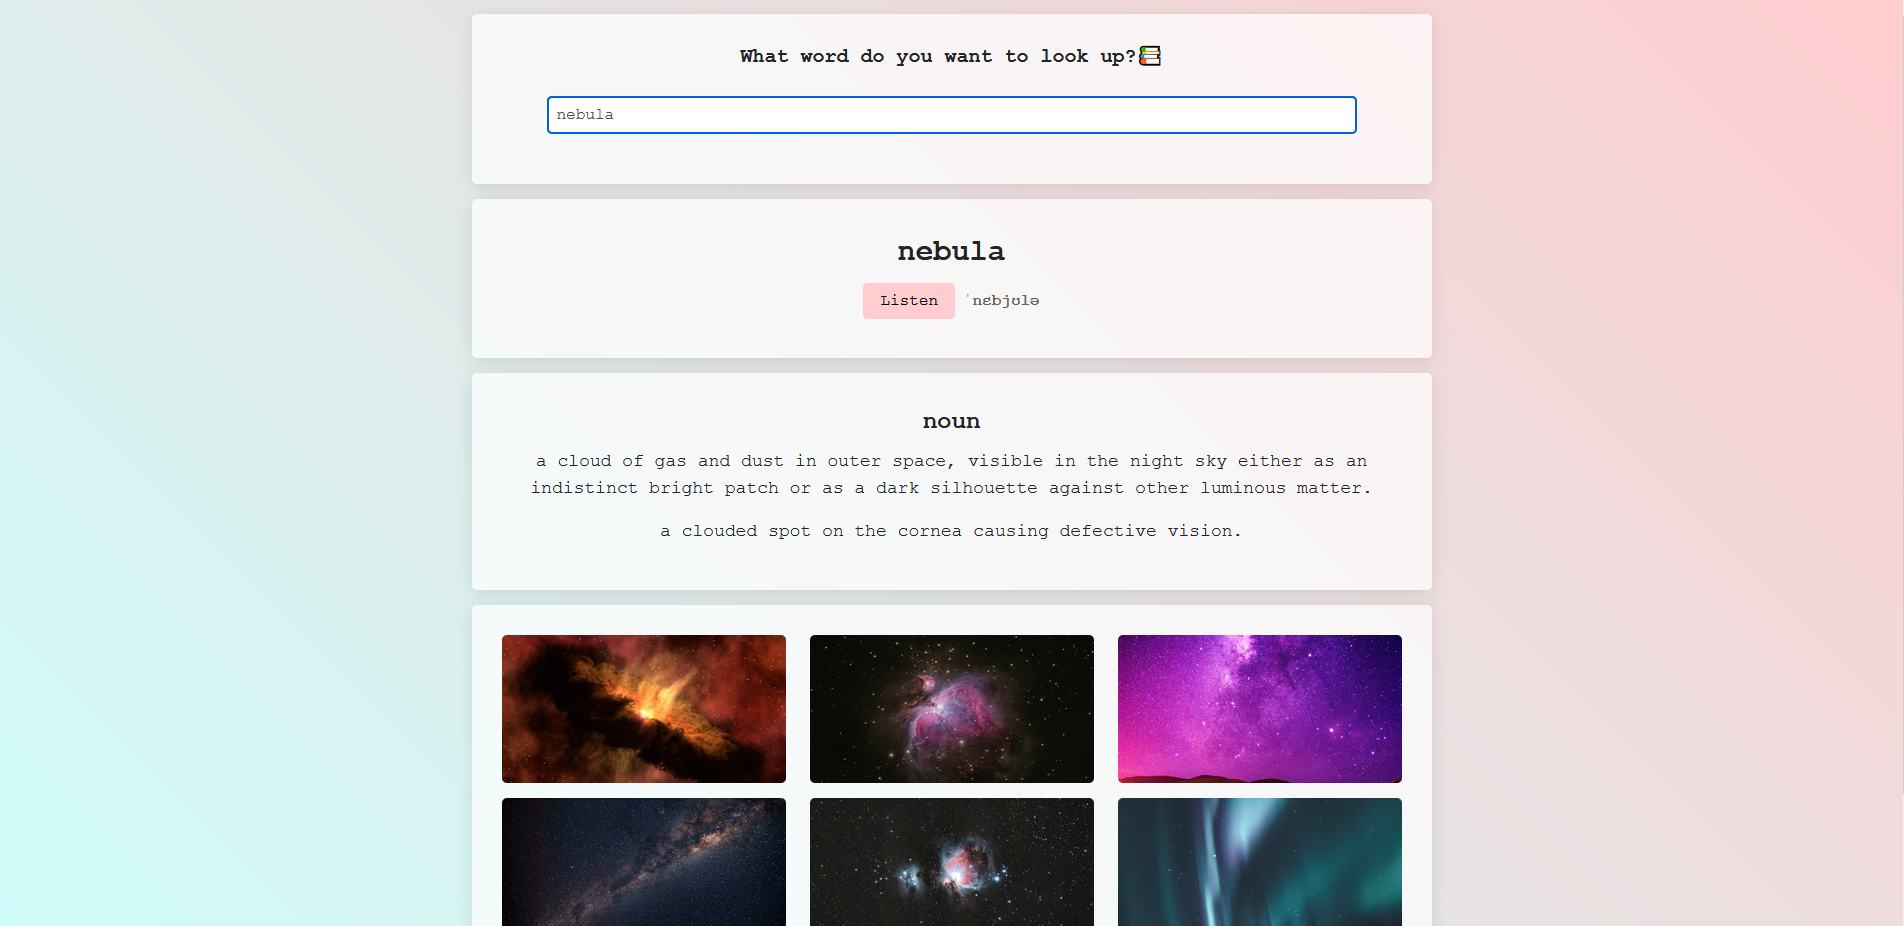 What word do you want to look up?📚
nebula
nebula
Listen ˈnɛbjʊlə
noun
a cloud of gas and dust in outer space, visible in the night sky either as an
indistinct bright patch or as a dark silhouette against other luminous matter.
a clouded spot on the cornea causing defective vision.